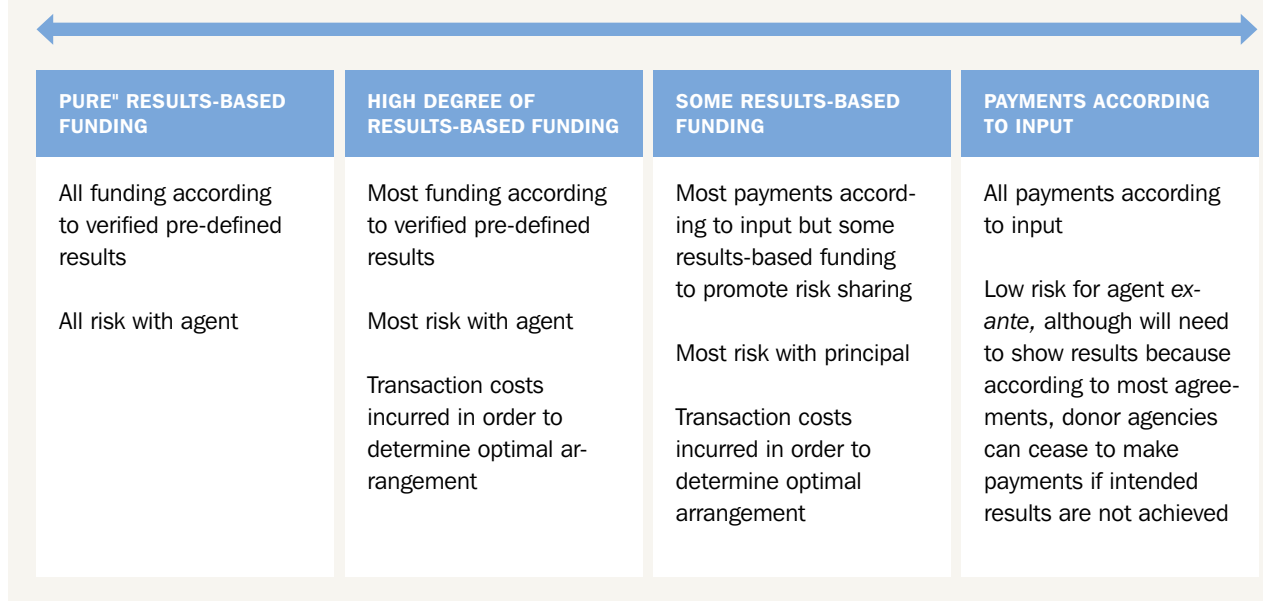 PURE" RESULTS-BASED
FUNDING
All funding according
to verified pre-defined
results
All risk with agent
HIGH DEGREE OF
RESULTS-BASED FUNDING
Most funding according
to verified pre-defined
results
Most risk with agent
Transaction costs
incurred in order to
determine optimal ar-
rangement
SOME RESULTS-BASED
FUNDING
Most payments accord-
ing to input but some
results-based funding
to promote risk sharing
Most risk with principal
Transaction costs
incurred in order to
determine optimal
arrangement
PAYMENTS ACCORDING
TO INPUT
All payments according
to input
Low risk for agent ex-
ante, although will need
to show results because
according to most agree-
ments, donor agencies
can cease to make
payments if intended
results are not achieved